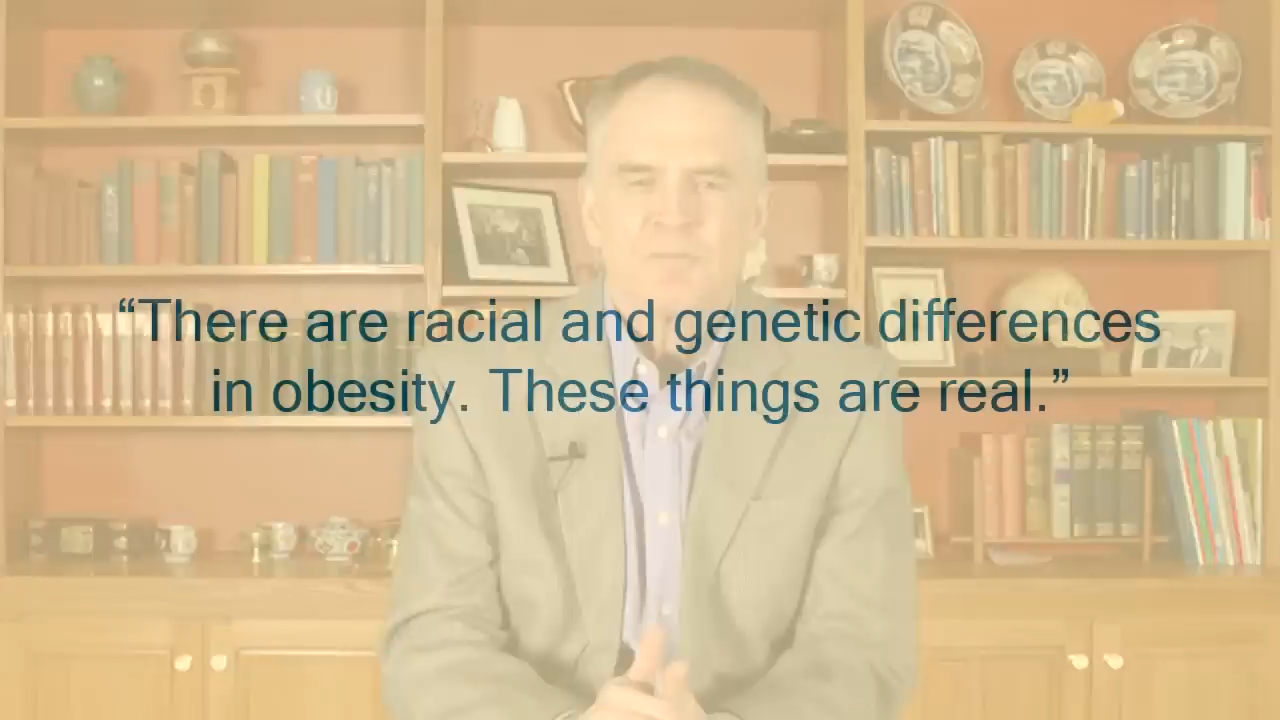 “There are racial and genetic differences
in obesity. These things are real.”